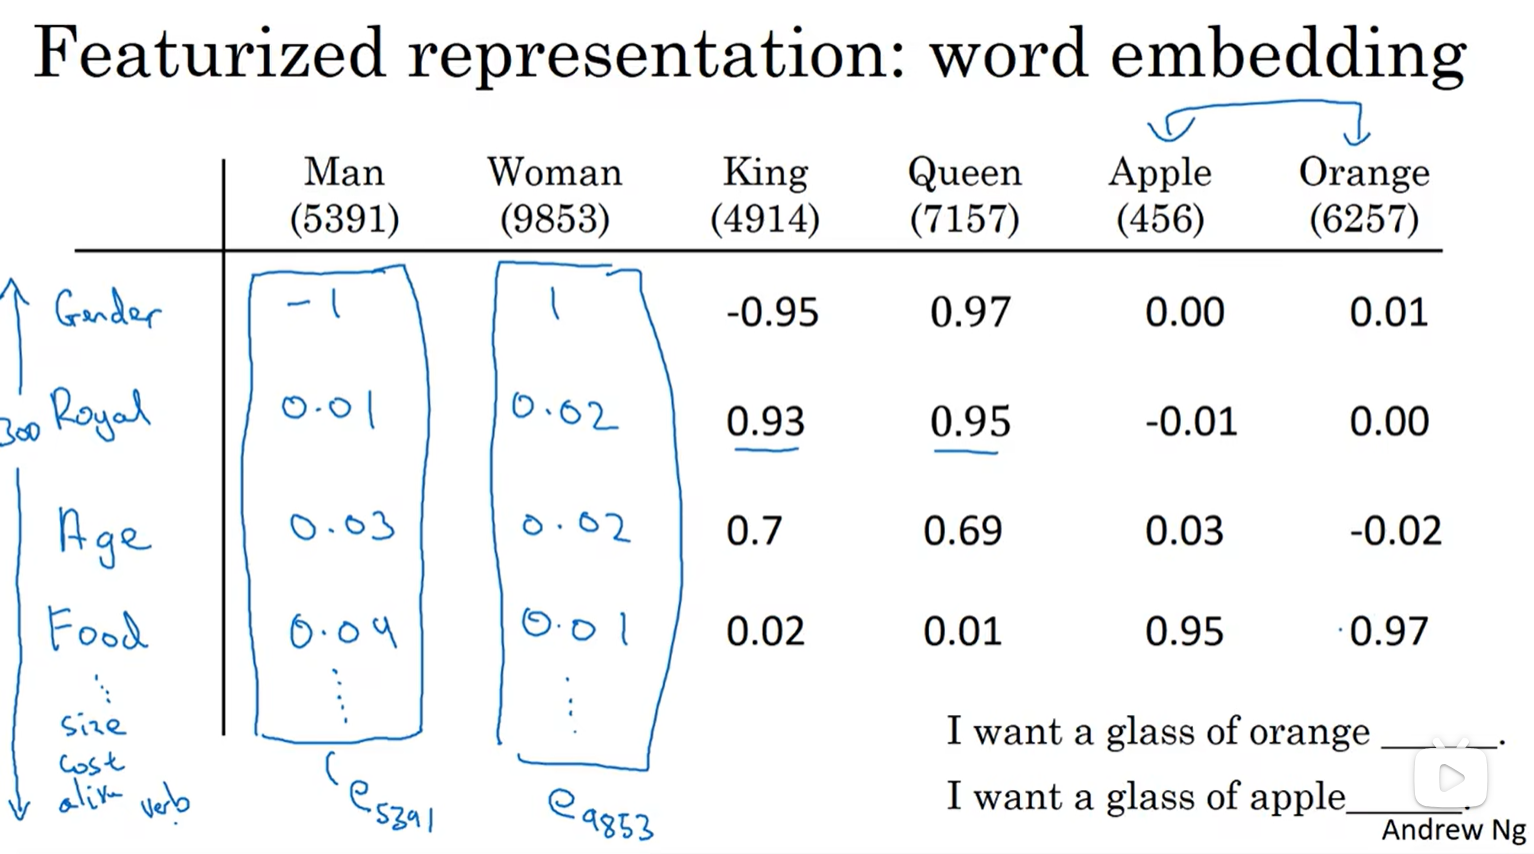 Featurized representation: word embedding
Man Woman King Queen Apple Orange
(5391) (9853) (4914) (7157) (456) (6257)
Gender -1 1 -0.95 0.97 0.00 0.01
300 Royal 0.01 0.02 0.93 0.95 -0.01 0.00
Age 0.03 0.02 0.7 0.69 0.03 -0.02
Food 0.04 0.01 0.02 0.01 0.95 0.97
size
cost
alive verb
e5391 e9853
I want a glass of orange ______.
I want a glass of apple______.
Andrew Ng